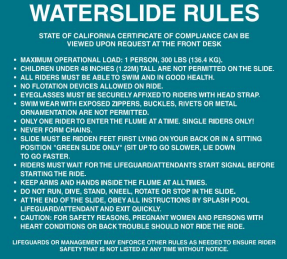 WATERSLIDE RULES
STATE OF CALIFORNIA CERTIFICATE OF COMPLIANCE CAN BE
VIEWED UPON REQUEST AT THE FRONT DESK
• MAXIMUM OPERATIONAL LOAD: 1 PERSON, 300 LBS (136.4 KG).
• CHILDREN UNDER 48 INCHES (1.22M) TALL, ARE NOT PERMITTED ON THE SLIDE.
• ALL RIDERS MUST BE ABLE TO SWIM AND IN GOOD HEALTH.
• NO FLOTATION DEVICES ALLOWED ON RIDE.
• EYEGLASSES MUST BE SECURELY AFFIXED TO RIDERS WITH HEAD STRAP.
• SWIM WEAR WITH EXPOSED ZIPPERS, BUCKLES, RIVETS OR METAL
ORNAMENTATION ARE NOT PERMITTED.
• ONLY ONE RIDER TO ENTER THE FLUME AT A TIME. SINGLE RIDERS ONLY!
• NEVER FORM CHAINS.
• SLIDE MUST BE RIDDEN FEET FIRST LYING ON YOUR BACK OR IN A SITTING
POSITION "GREEN SLIDE ONLY" (SIT UP TO GO SLOWER, LIE DOWN
TO GO FASTER.
• RIDERS MUST WAIT FOR THE LIFEGUARD/ATTENDANTS START SIGNAL BEFORE
STARTING THE RIDE.
• KEEP ARMS AND HANDS INSIDE THE FLUME AT ALL TIMES.
• DO NOT RUN, DIVE, STAND, KNEEL, ROTATE OR STOP IN THE SLIDE.
• AT THE END OF THE SLIDE, OBEY ALL INSTRUCTIONS BY SPLASH POOL
LIFEGUARD/ATTENDANT AND EXIT QUICKLY.
• CAUTION: FOR SAFETY REASONS, PREGNANT WOMEN AND PERSONS WITH
HEART CONDITIONS OR BACK TROUBLE SHOULD NOT RIDE THE RIDE.
LIFEGUARDS OR MANAGEMENT MAY ENFORCE OTHER RULES AS NEEDED TO ENSURE RIDER
SAFETY THAT IS NOT LISTED AT ANY TIME WITHOUT NOTICE.